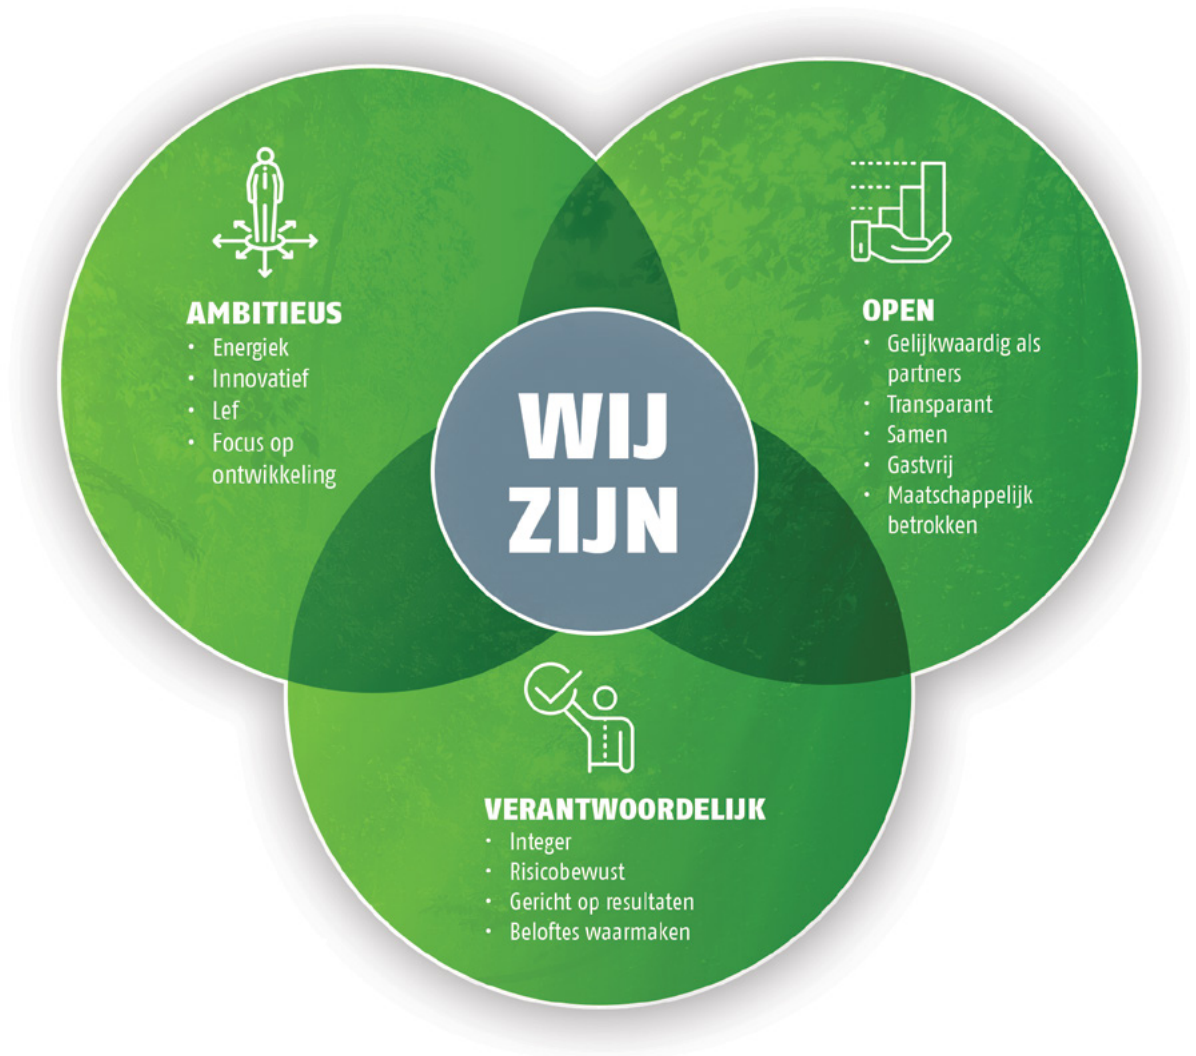 AMBITIEUS
• Energiek
• Innovatief
• Lef
• Focus op
ontwikkeling
OPEN
• Gelijkwaardig als
partners
• Transparant
• Samen
• Gastvrij
• Maatschappelijk
betrokken
WIJ
ZIJN
VERANTWOORDELIJK
• Integer
• Risicobewust
• Gericht op resultaten
• Beloftes waarmaken